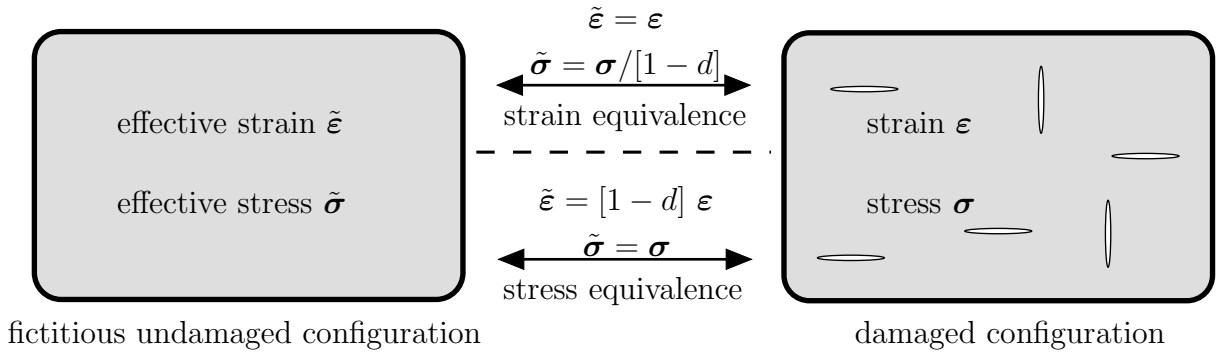 ε̃ = ε
σ̃ = σ/[1 − d]
strain equivalence
effective strain ε̃
effective stress σ̃
strain ε
stress σ
ε̃ = [1 − d] ε
σ̃ = σ
stress equivalence
fictitious undamaged configuration
damaged configuration